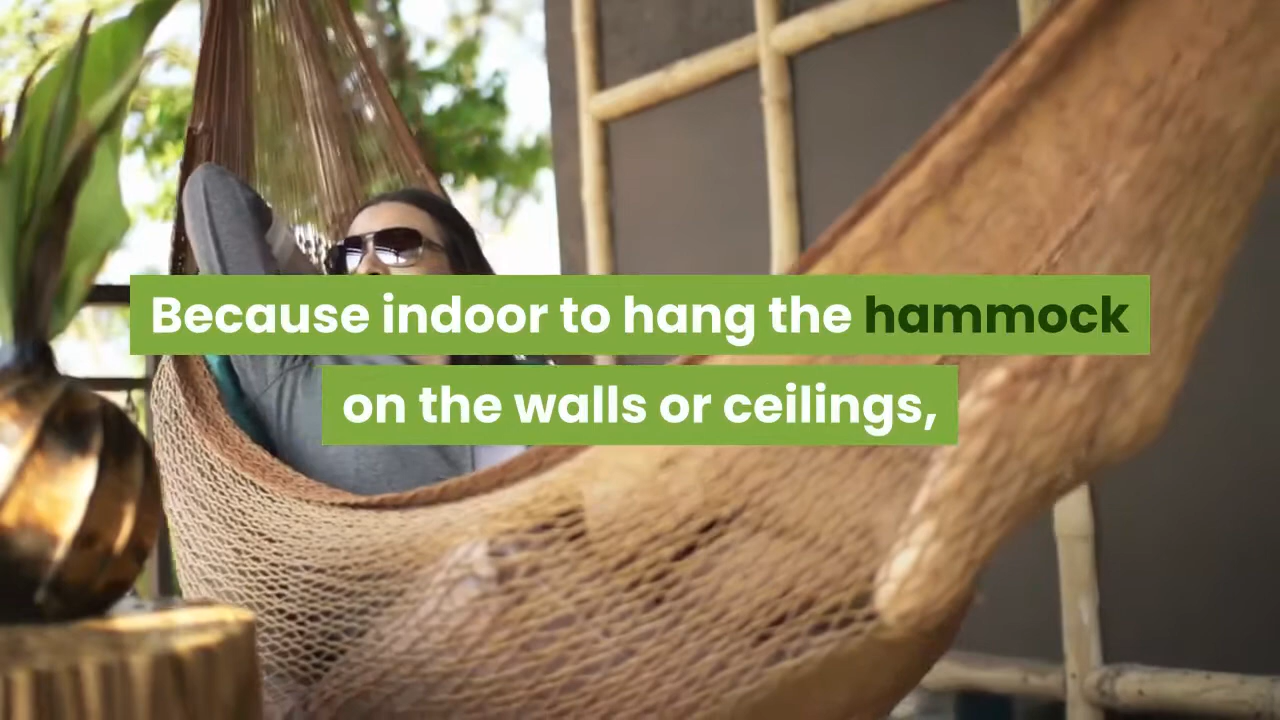 Because indoor to hang the hammock
on the walls or ceilings,